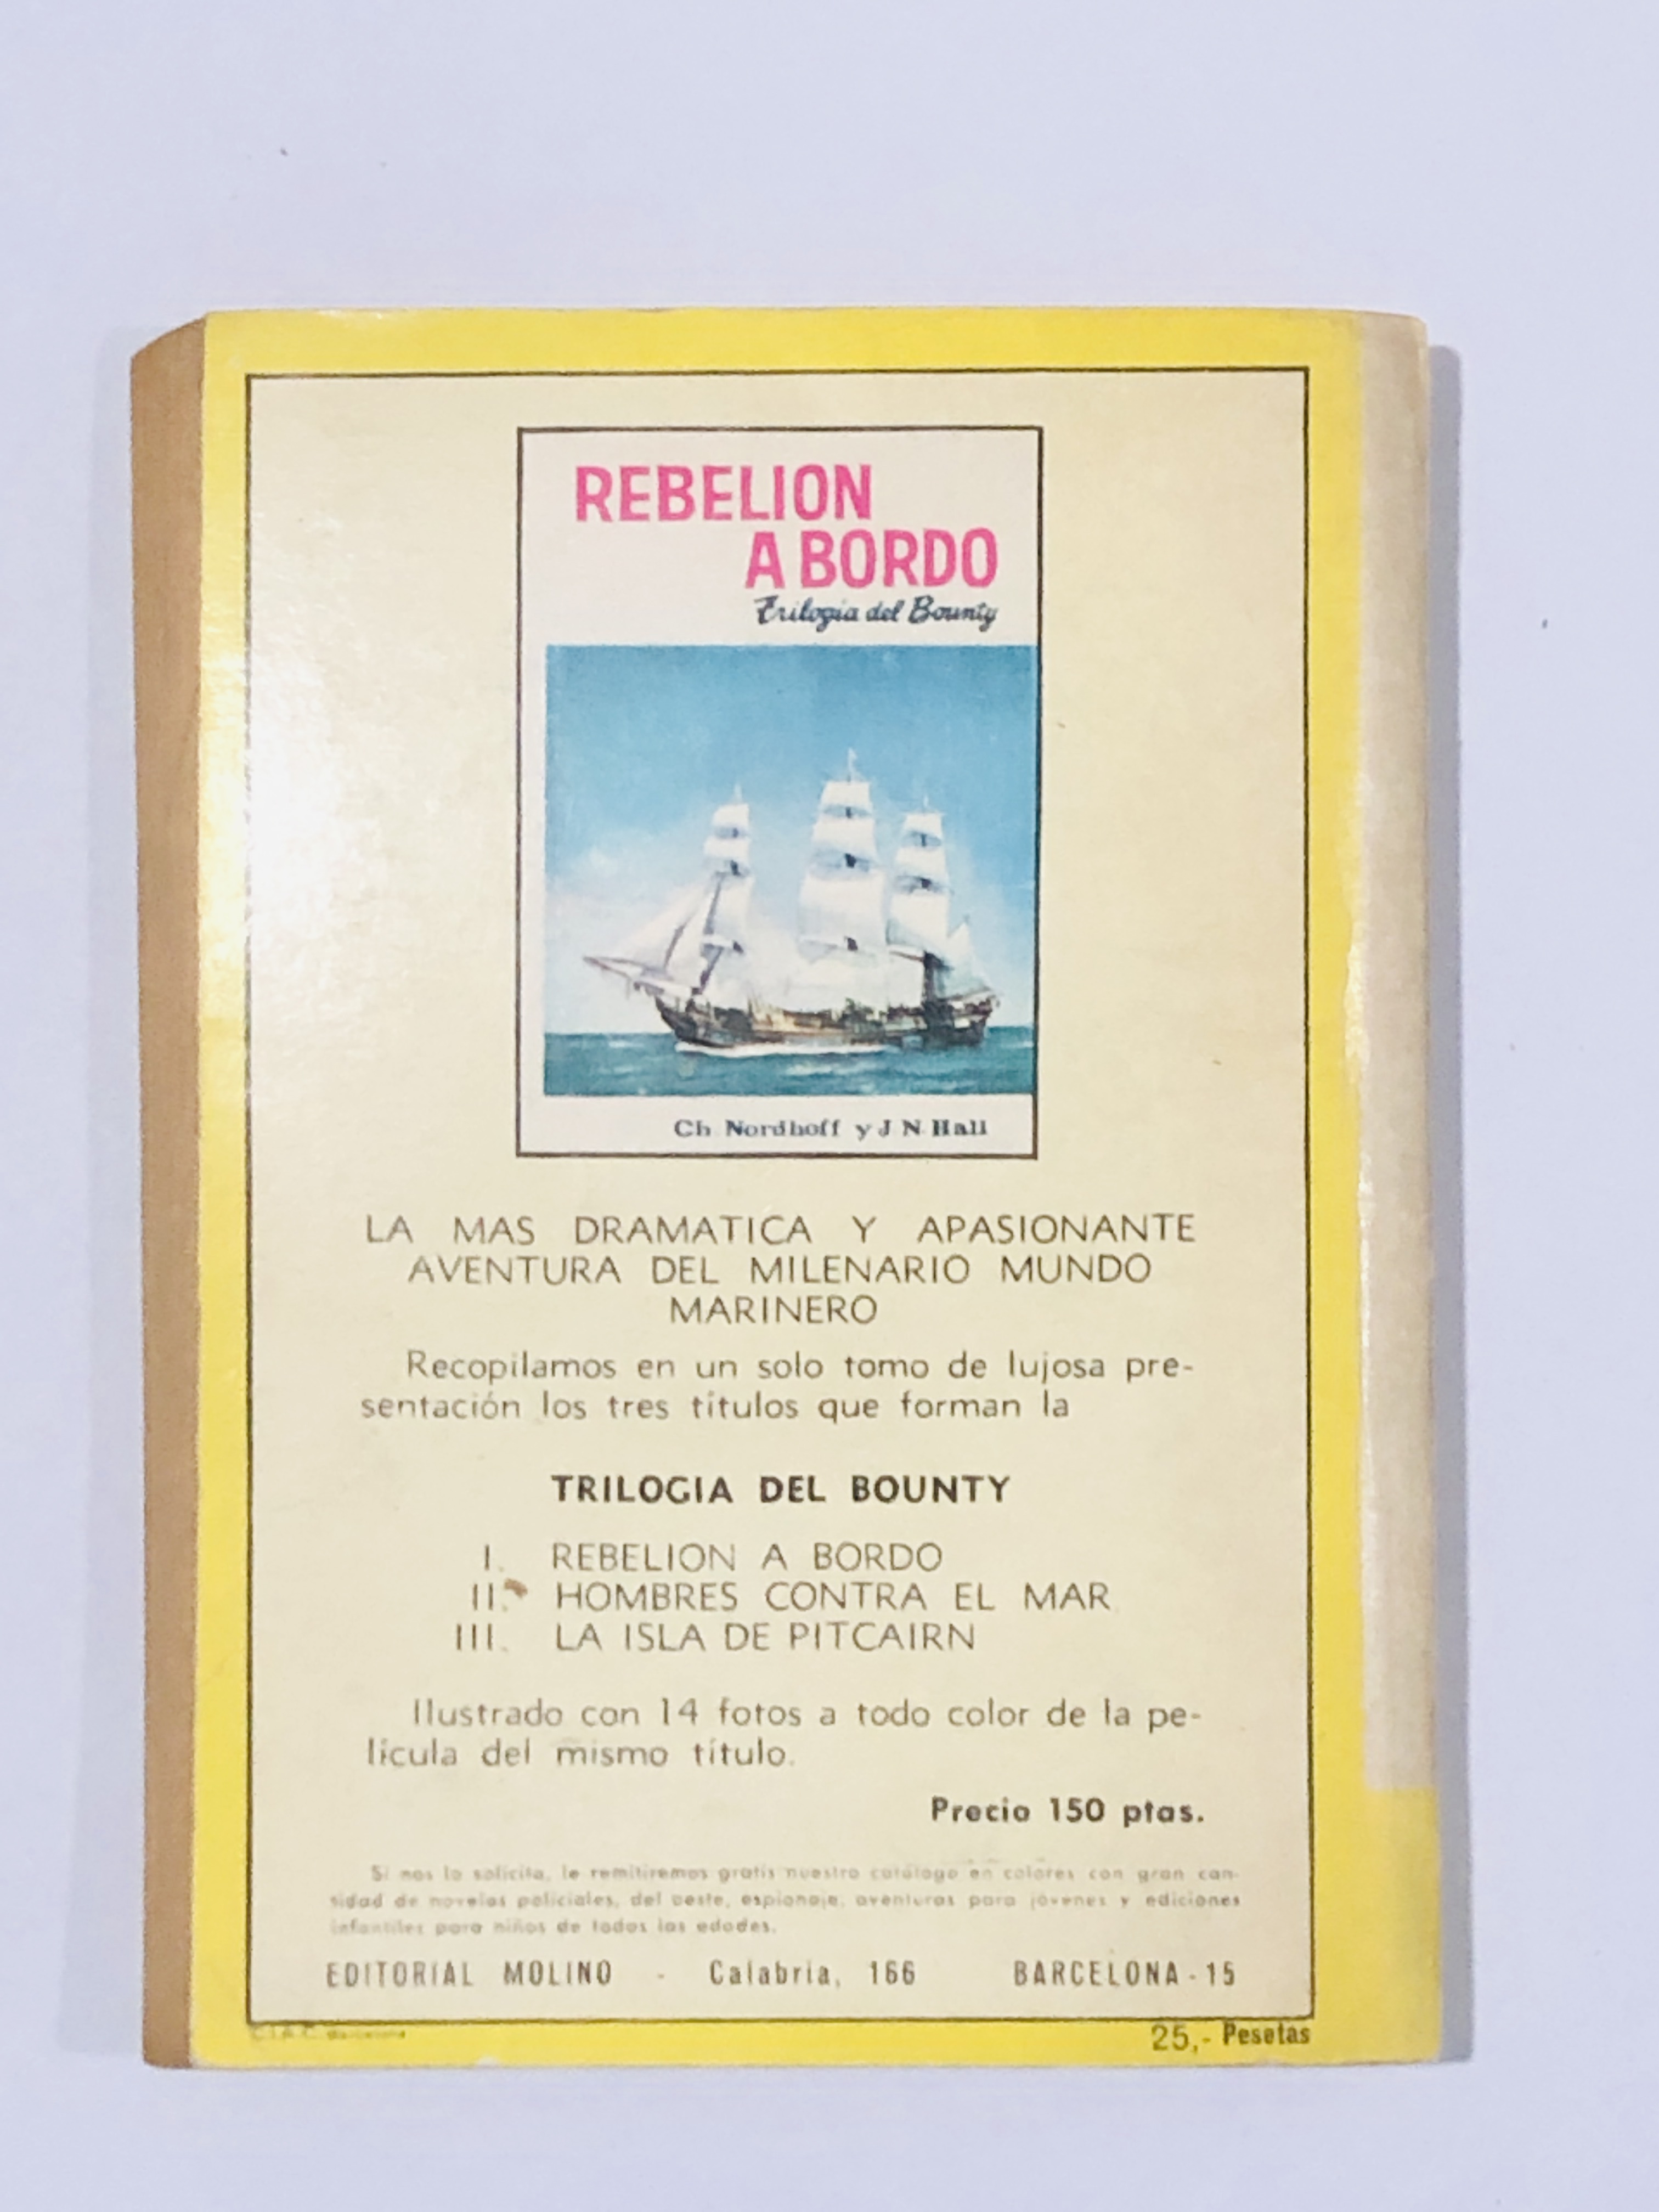 REBELION
A BORDO
Trilogía del Bounty
Ch. Nordhoff y J. N. Hall
LA MAS DRAMATICA Y APASIONANTE
AVENTURA DEL MILENARIO MUNDO
MARINERO
Recopilamos en un solo tomo de lujosa pre-
sentación los tres títulos que forman la
TRILOGIA DEL BOUNTY
I. REBELION A BORDO
II. HOMBRES CONTRA EL MAR
III. LA ISLA DE PITCAIRN
Ilustrado con 14 fotos a todo color de la pe-
lícula del mismo título.
Precio 150 ptas.
Si nos lo solicita, le remitiremos gratis nuestro catálogo en colores con gran can-
sidad de novelas policiales, del oeste, espionaje, aventuras para jóvenes y ediciones
infantiles para niños de todas las edades.
EDITORIAL MOLINO - Calabria, 166 BARCELONA - 15
C.I.A.C. Barcelona
25,- Pesetas